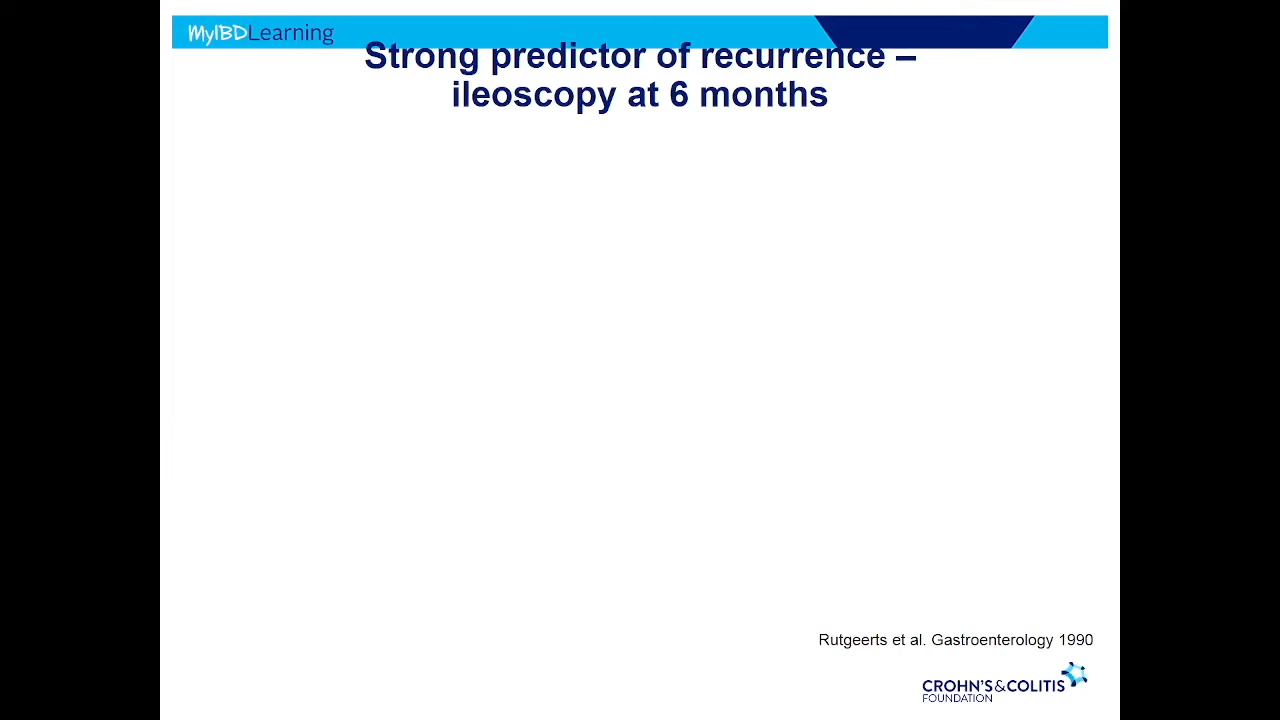 MyIBDLearning
Strong predictor of recurrence –
ileoscopy at 6 months
Rutgeerts et al. Gastroenterology 1990
CROHN'S&COLITIS
FOUNDATION